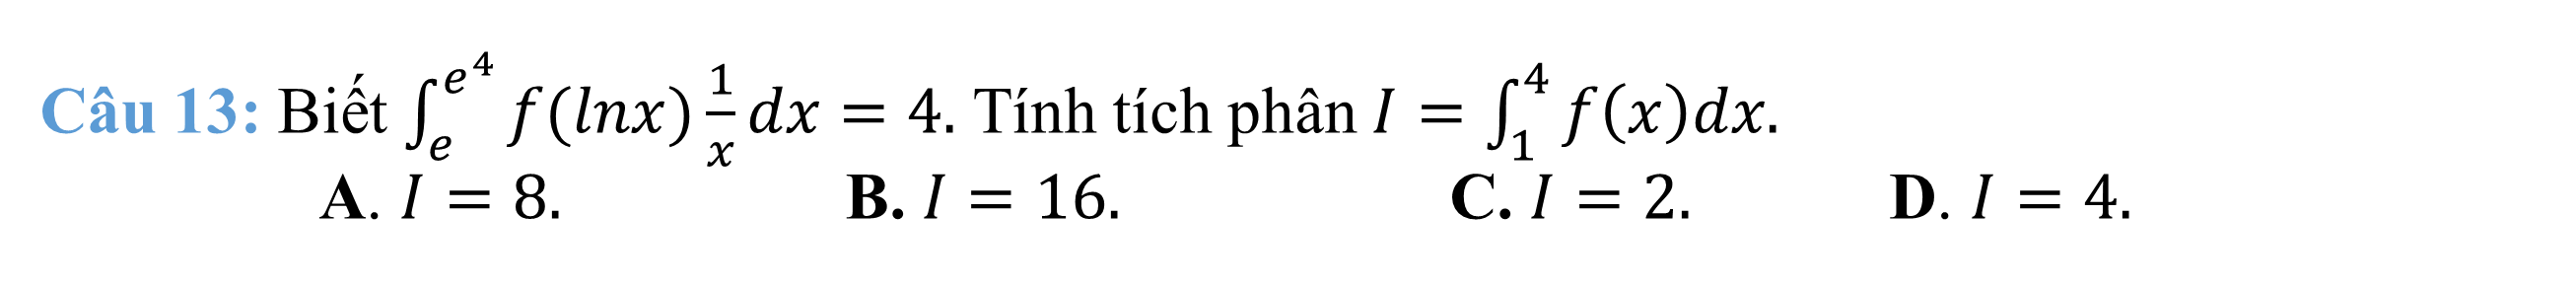 Câu 13: Biết ∫_e^{e^4} f(lnx) 1/x dx = 4. Tính tích phân I = ∫_1^4 f(x)dx.
A. I = 8. B. I = 16. C. I = 2. D. I = 4.